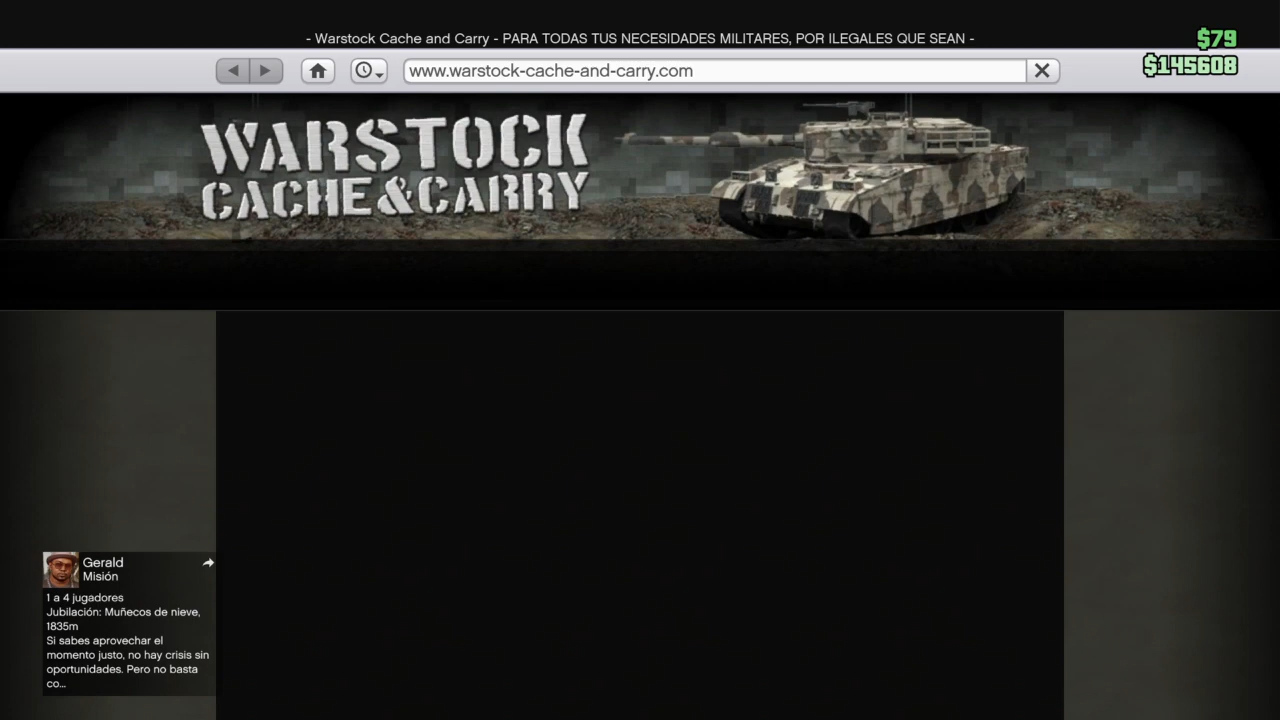 - Warstock Cache and Carry - PARA TODAS TUS NECESIDADES MILITARES, POR ILEGALES QUE SEAN -
$79
www.warstock-cache-and-carry.com
$145608
WARSTOCK
CACHE&CARRY
Gerald
Misión
1 a 4 jugadores
Jubilación: Muñecos de nieve,
1835m
Si sabes aprovechar el
momento justo, no hay crisis sin
oportunidades. Pero no basta
co...